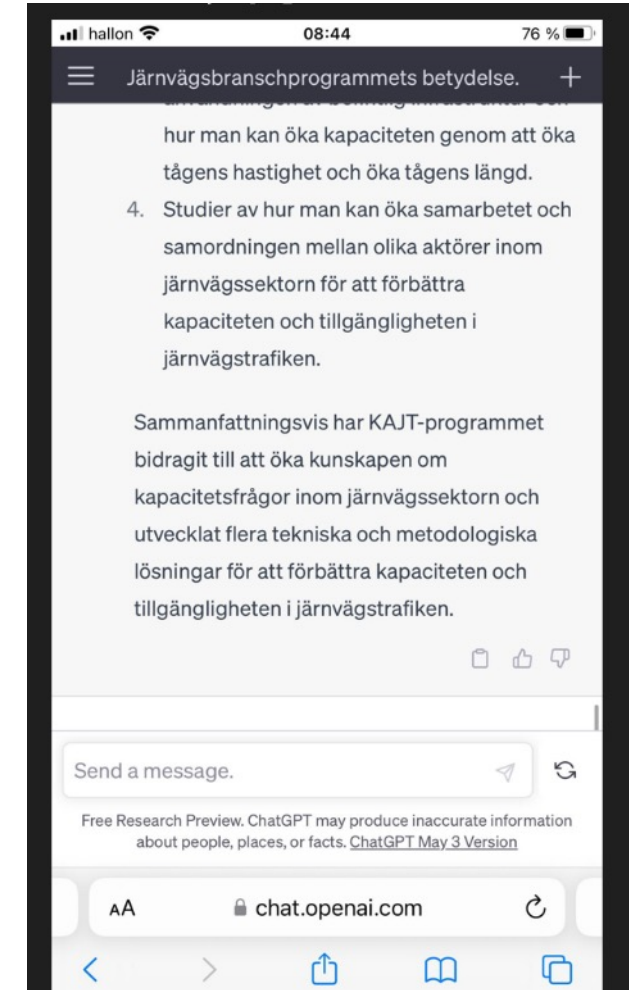 hallon 08:44 76 %
Järnvägsbranschprogrammets betydelse.
hur man kan öka kapaciteten genom att öka
tågens hastighet och öka tågens längd.
4. Studier av hur man kan öka samarbetet och
samordningen mellan olika aktörer inom
järnvägssektorn för att förbättra
kapaciteten och tillgängligheten i
järnvägstrafiken.
Sammanfattningsvis har KAJT-programmet
bidragit till att öka kunskapen om
kapacitetsfrågor inom järnvägssektorn och
utvecklat flera tekniska och metodologiska
lösningar för att förbättra kapaciteten och
tillgängligheten i järnvägstrafiken.
Send a message.
Free Research Preview. ChatGPT may produce inaccurate information
about people, places, or facts. ChatGPT May 3 Version
AA chat.openai.com